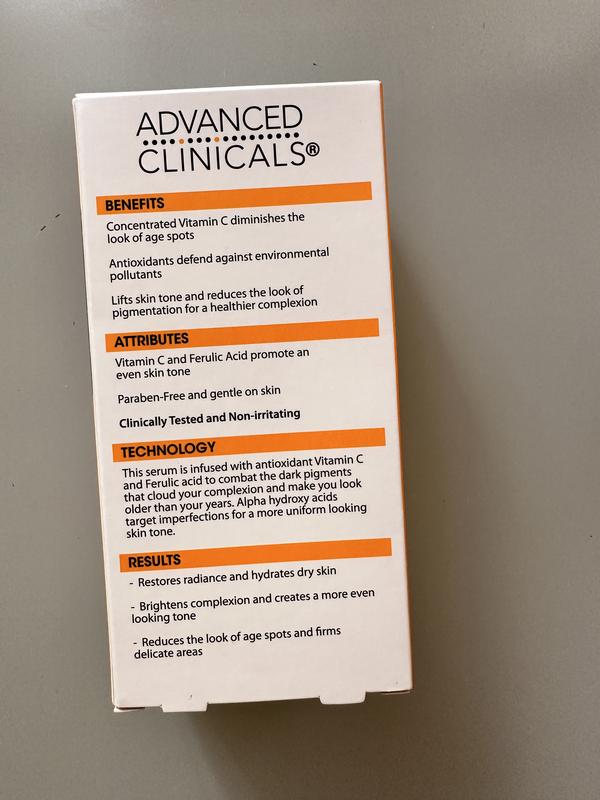 ADVANCED
CLINICALS®
BENEFITS
Concentrated Vitamin C diminishes the
look of age spots
Antioxidants defend against environmental
pollutants
Lifts skin tone and reduces the look of
pigmentation for a healthier complexion
ATTRIBUTES
Vitamin C and Ferulic Acid promote an
even skin tone
Paraben-Free and gentle on skin
Clinically Tested and Non-irritating
TECHNOLOGY
This serum is infused with antioxidant Vitamin C
and Ferulic acid to combat the dark pigments
that cloud your complexion and make you look
older than your years. Alpha hydroxy acids
target imperfections for a more uniform looking
skin tone.
RESULTS
- Restores radiance and hydrates dry skin
- Brightens complexion and creates a more even
looking tone
- Reduces the look of age spots and firms
delicate areas